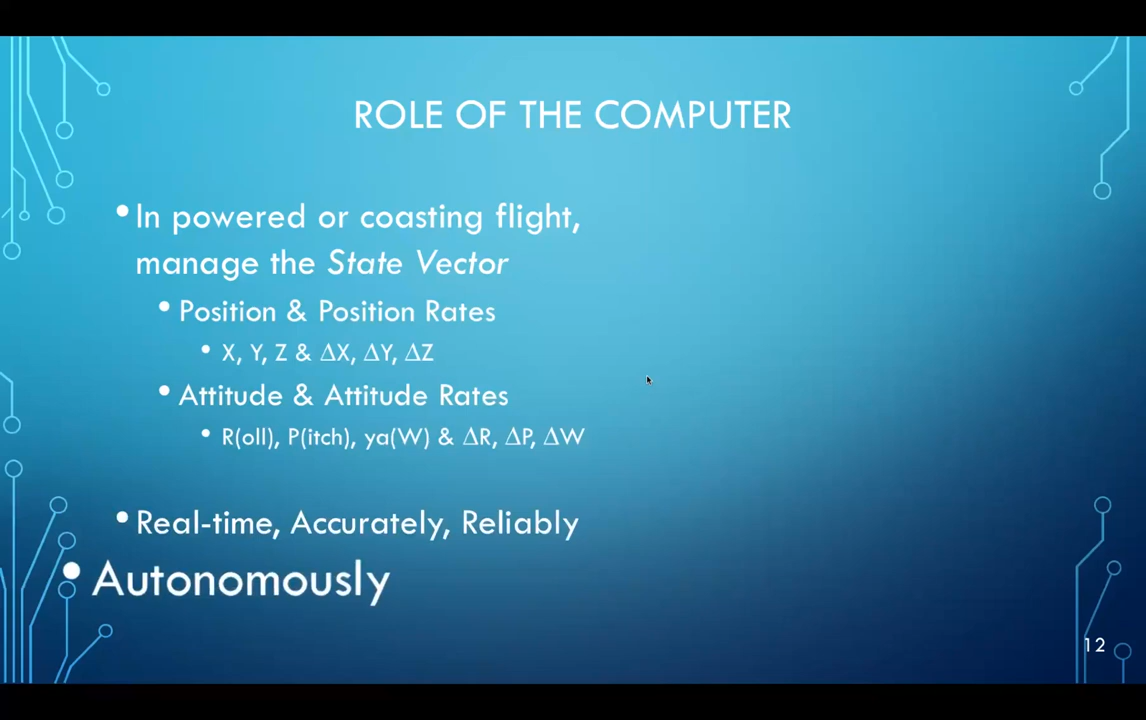 ROLE OF THE COMPUTER
• In powered or coasting flight,
manage the State Vector
• Position & Position Rates
• X, Y, Z & ΔX, ΔY, ΔZ
• Attitude & Attitude Rates
• R(oll), P(itch), ya(W) & ΔR, ΔP, ΔW
• Real-time, Accurately, Reliably
• Autonomously
12